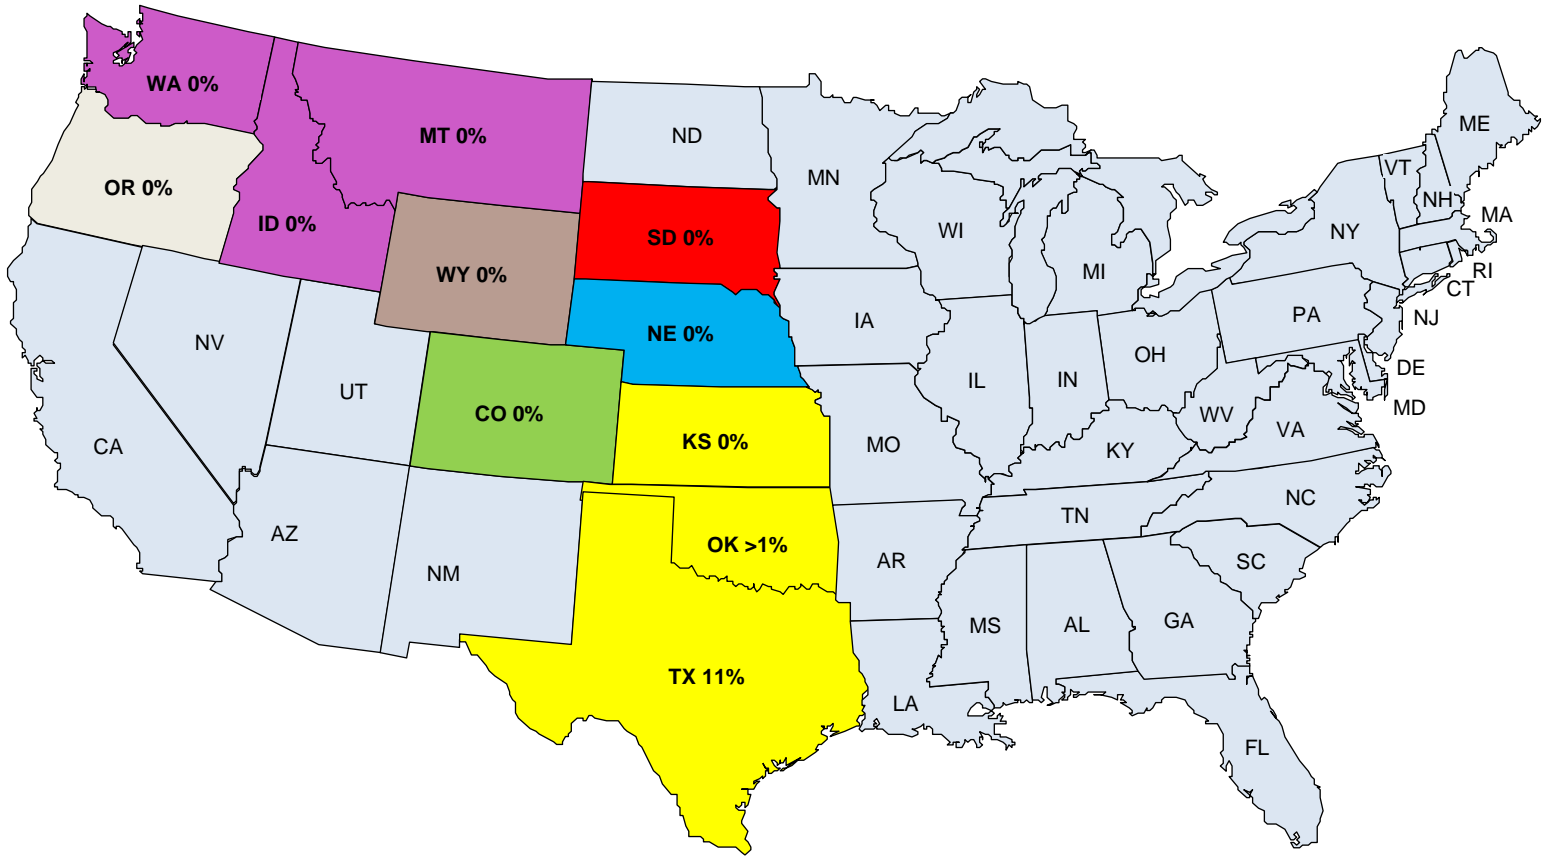 WA 0%
MT 0%
ND
ME
OR 0%
ID 0%
MN
VT
NH
MA
SD 0%
WI
NY
WY 0%
MI
RI
CT
NE 0%
IA
PA
NJ
NV
OH
DE
UT
CO 0%
IL
IN
WV
MD
CA
KS 0%
MO
KY
VA
NC
AZ
OK >1%
TN
NM
AR
SC
MS
AL
GA
TX 11%
LA
FL